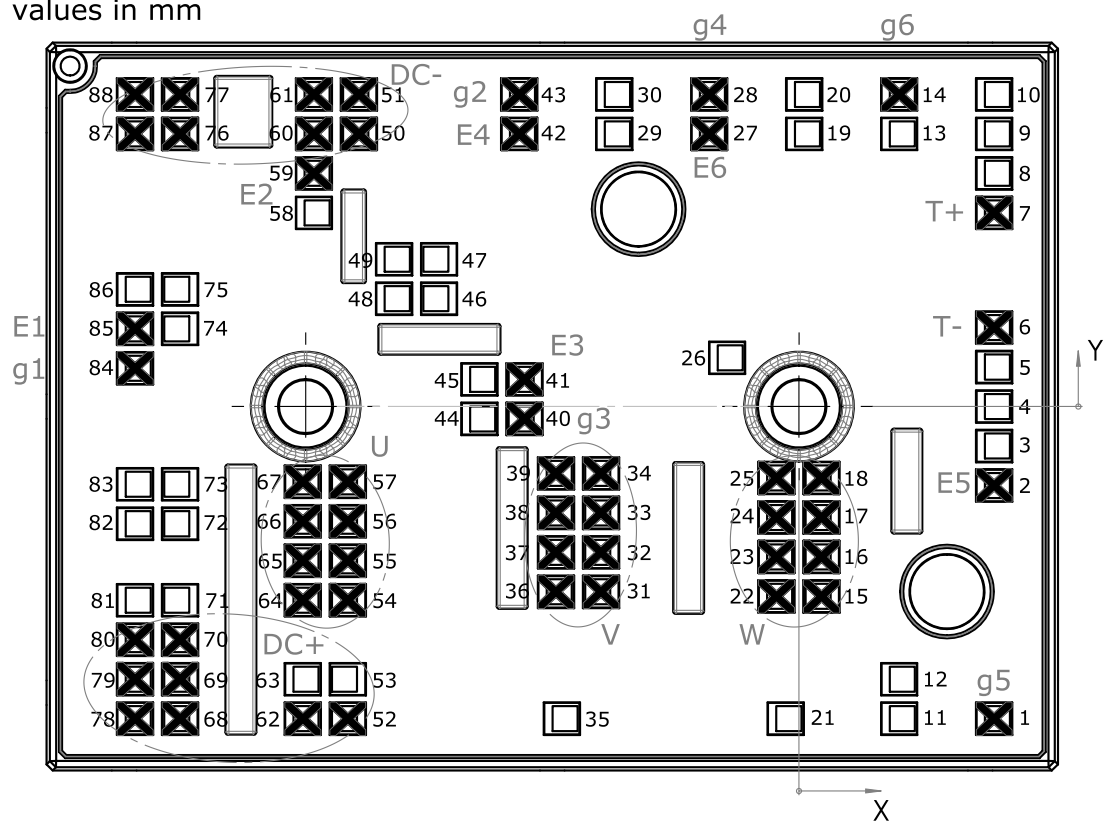 values in mm
g4 g6
88 77 61 51 DC- g2 43 30 28 20 14 10
87 76 60 50 E4 42 29 27 19 13 9
59 E6 8
E2 58 T+ 7
49 47
86 75 48 46
E1 85 74 T- 6
E3 26 Y
g1 84 45 41 5
44 40 4
g3
U 3
83 73 67 57 39 34 25 18 E5 2
82 72 66 56 38 33 24 17
65 55 37 32 23 16
81 71 64 54 36 31 22 15
80 70 DC+ V W
79 69 63 53 12 g5
78 68 62 52 35 21 11 1
X